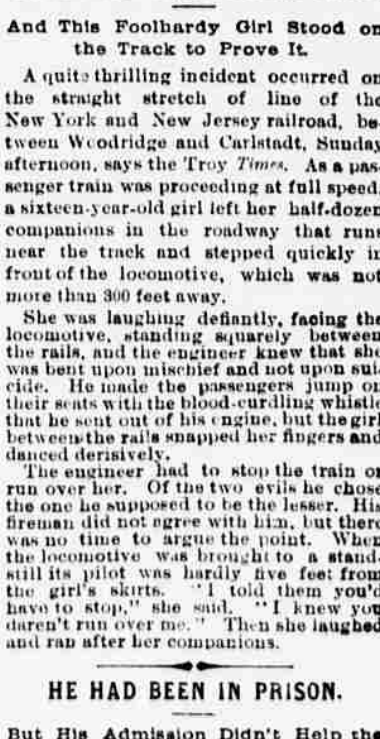 And This Foolhardy Girl Stood on
the Track to Prove It.
A quite thrilling incident occurred on
the straight stretch of line of the
New York and New Jersey railroad, be-
tween Woodridge and Carlstadt, Sunday
afternoon, says the Troy Times. As a pas-
senger train was proceeding at full speed,
a sixteen-year-old girl left her half-dozen
companions in the roadway that runs
near the track and stepped quickly in
front of the locomotive, which was not
more than 300 feet away.
She was laughing defiantly, facing the
locomotive, standing squarely between
the rails, and the engineer knew that she
was bent upon mischief and not upon sui-
cide. He made the passengers jump on
their seats with the blood-curdling whistle
that he sent out of his engine, but the girl
between the rails snapped her fingers and
danced derisively.
The engineer had to stop the train or
run over her. Of the two evils he chose
the one he supposed to be the lesser. His
fireman did not agree with him, but there
was no time to argue the point. When
the locomotive was brought to a stand-
still its pilot was hardly five feet from
the girl's skirts. "I told them you'd
have to stop," she said. "I knew you
daren't run over me." Then she laughed
and ran after her companions.
HE HAD BEEN IN PRISON.
But His Admission Didn't Help the